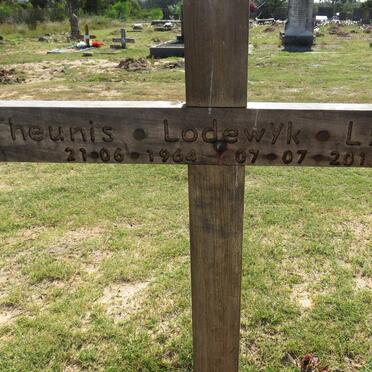 heunis • Lodewyk • L
21-06-1964 • 07-07-201